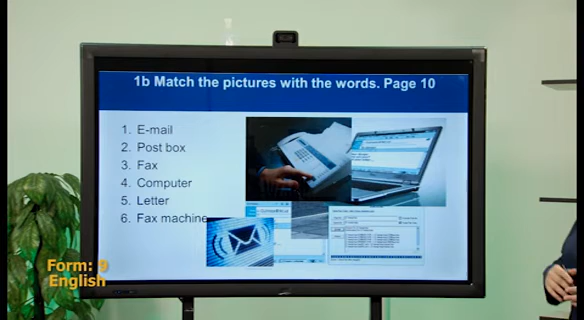 1b Match the pictures with the words. Page 10
1. E-mail
2. Post box
3. Fax
4. Computer
5. Letter
6. Fax machine
Form: 9
English